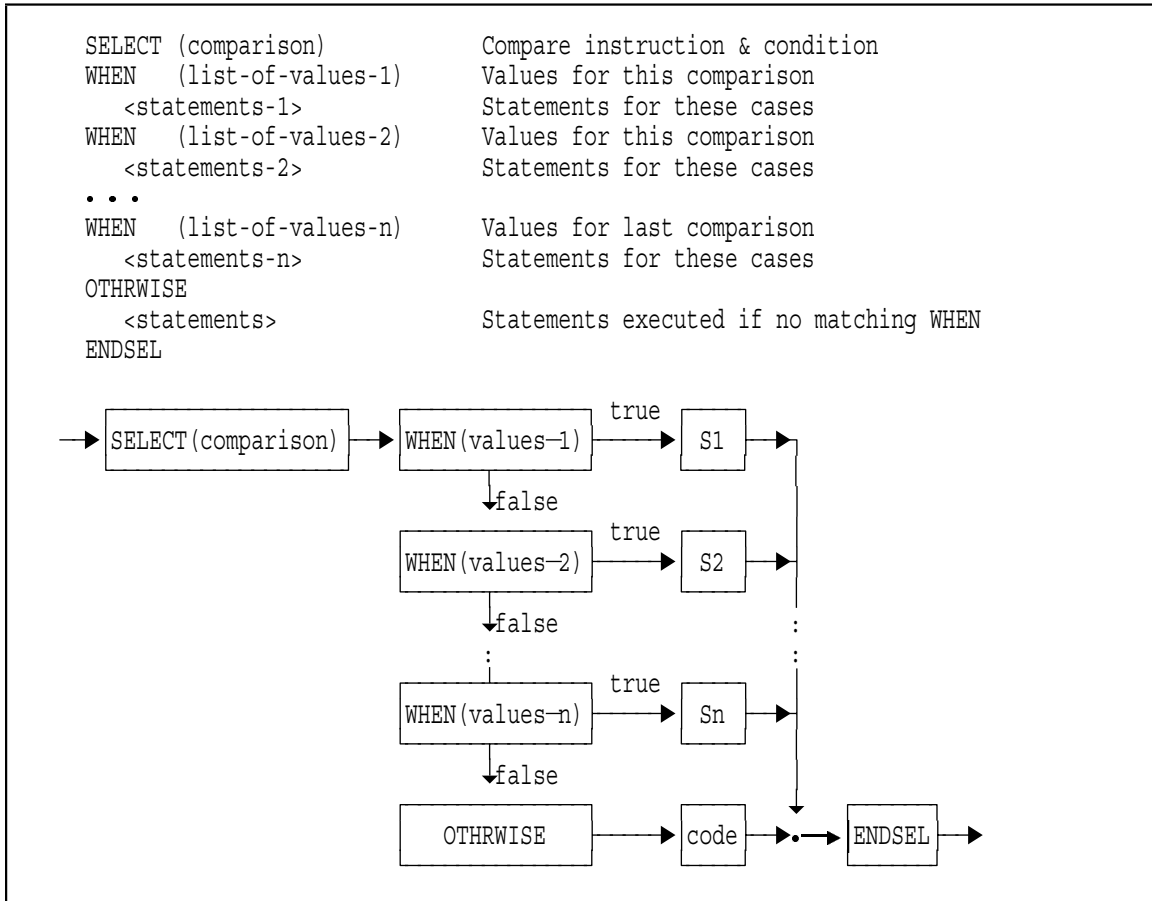 SELECT (comparison)                Compare instruction & condition
WHEN   (list-of-values-1)        Values for this comparison
    <statements-1>                   Statements for these cases
WHEN   (list-of-values-2)        Values for this comparison
    <statements-2>                   Statements for these cases
• • •
WHEN   (list-of-values-n)        Values for last comparison
    <statements-n>                   Statements for these cases
OTHRWISE
    <statements>                     Statements executed if no matching WHEN
ENDSEL
true
SELECT(comparison) WHEN(values-1) S1
false
true
WHEN(values-2) S2
false
:
: :
true
WHEN(values-n) Sn
false
OTHRWISE code ENDSEL